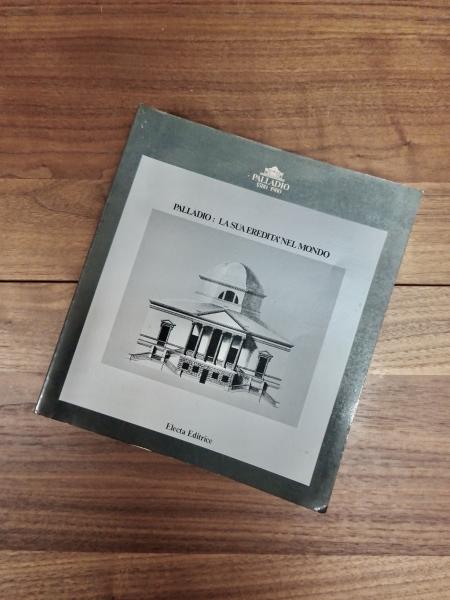 PALLADIO
1580 1980
PALLADIO : LA SUA EREDITA' NEL MONDO
Electa Editrice